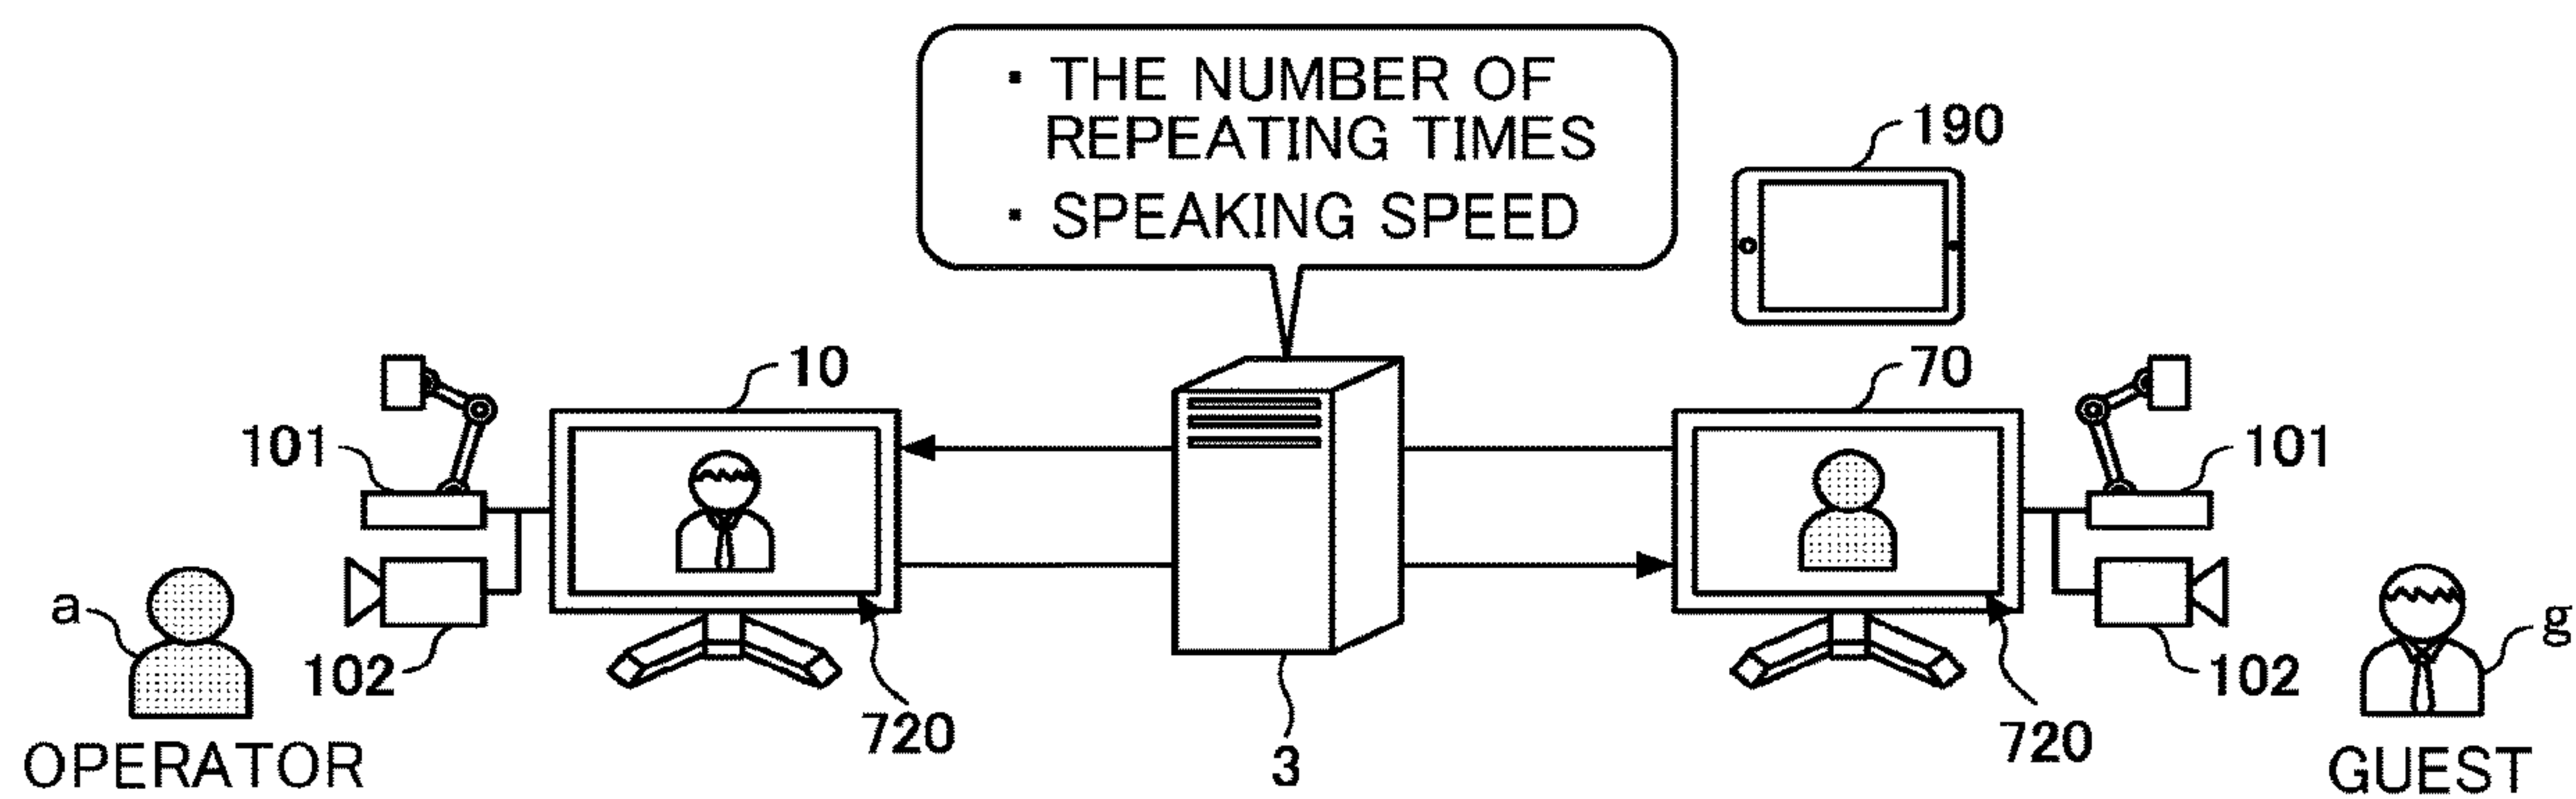 ▪ THE NUMBER OF
REPEATING TIMES
▪ SPEAKING SPEED
190
10
70
101
101
a
102
720
3
102
720
g
OPERATOR
GUEST